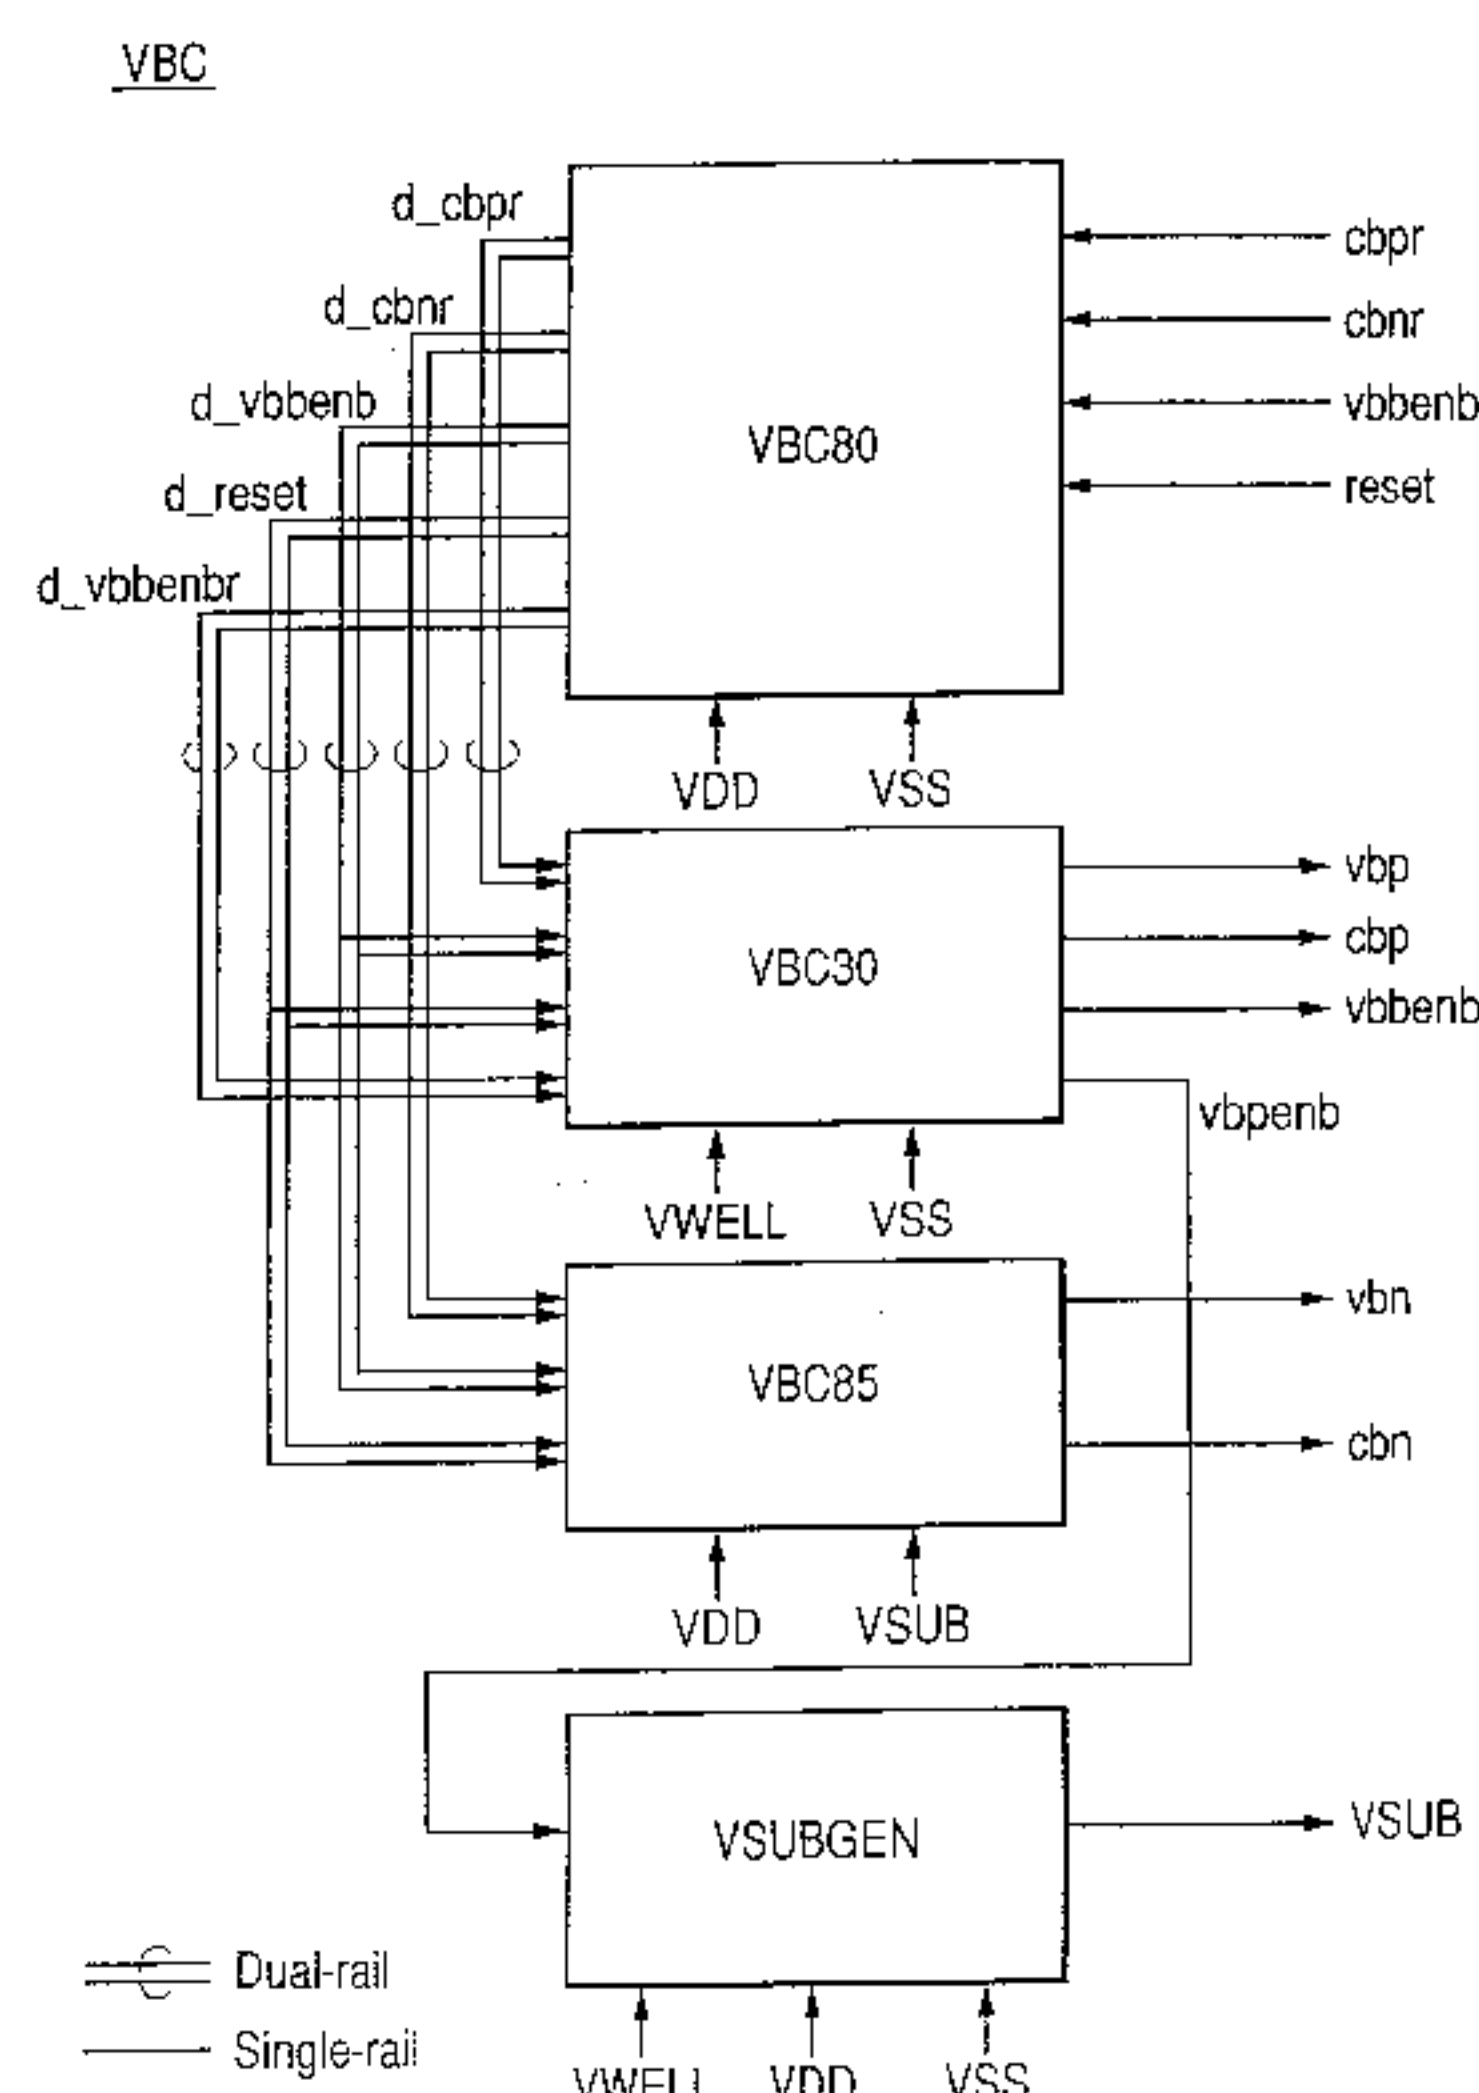 VBC
d_cbpr
cbpr
d_cbnr
cbnr
d_vbbenb
vbbenb
VBC80
d_reset
reset
d_vbbenbr
VDD
VSS
vbp
cbp
VBC30
vbbenb
vbpenb
VWELL
VSS
vbn
VBC85
cbn
VDD
VSUB
VSUBGEN
VSUB
Dual-rail
Single-rail
VWELL
VDD
VSS